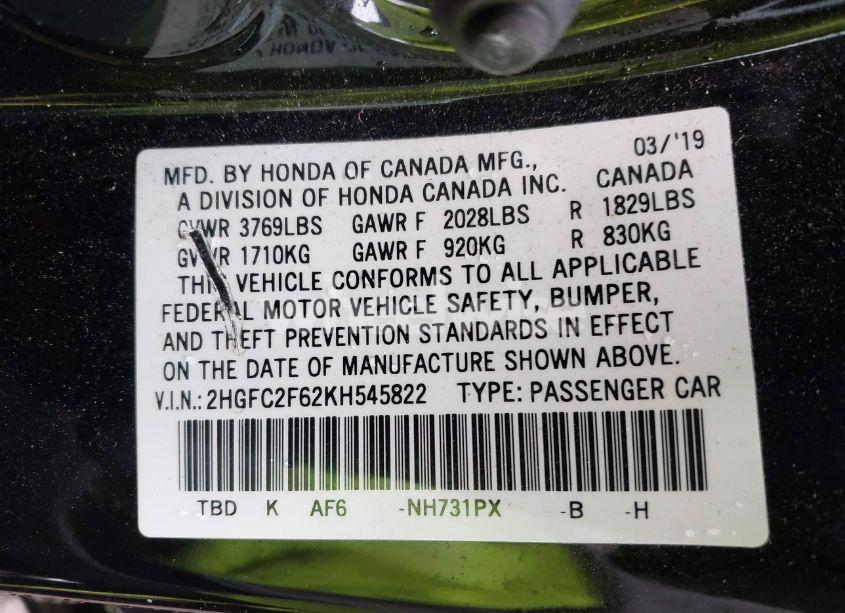 03/'19
MFD. BY HONDA OF CANADA MFG., CANADA
A DIVISION OF HONDA CANADA INC.
GVWR 3769LBS GAWR F 2028LBS R 1829LBS
GVWR 1710KG GAWR F 920KG R 830KG
THIS VEHICLE CONFORMS TO ALL APPLICABLE
FEDERAL MOTOR VEHICLE SAFETY, BUMPER,
AND THEFT PREVENTION STANDARDS IN EFFECT
ON THE DATE OF MANUFACTURE SHOWN ABOVE.
V.I.N.: 2HGFC2F62KH545822 TYPE: PASSENGER CAR
TBD K AF6 -NH731PX -B -H